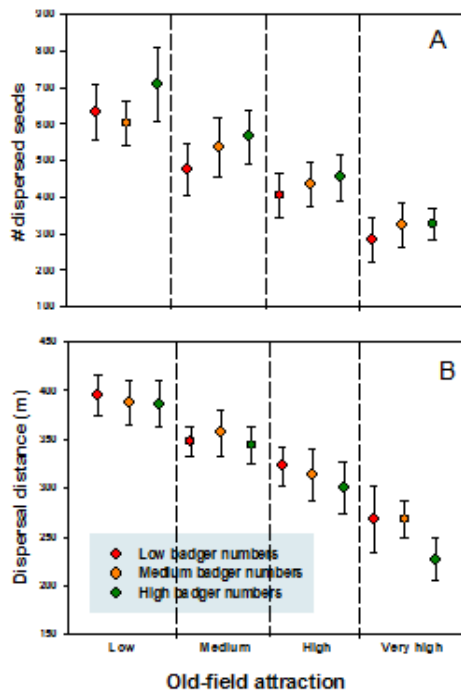 900
800
700
600
500
400
300
200
100
# dispersed seeds
A
450
400
350
300
250
200
150
Dispersal distance (m)
B
Low badger numbers
Medium badger numbers
High badger numbers
Low Medium High Very high
Old-field attraction